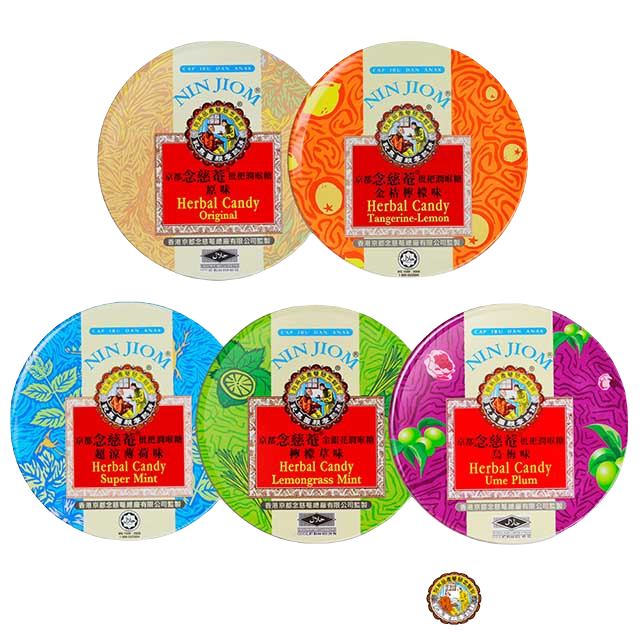 CAP IBU DAN ANAK
NIN JIOM®
京都念慈菴枇杷潤喉糖
原味
Herbal Candy
Original
香港京都念慈菴總廠有限公司監製
حلال
CAP IBU DAN ANAK
NIN JIOM®
京都念慈菴枇杷潤喉糖
金桔檸檬味
Herbal Candy
Tangerine-Lemon
香港京都念慈菴總廠有限公司監製
CAP IBU DAN ANAK
NIN JIOM®
京都念慈菴枇杷潤喉糖
超涼薄荷味
Herbal Candy
Super Mint
香港京都念慈菴總廠有限公司監製
CAP IBU DAN ANAK
NIN JIOM®
京都念慈菴金銀花潤喉糖
檸檬草味
Herbal Candy
Lemongrass Mint
香港京都念慈菴總廠有限公司監製
حلال
CAP IBU DAN ANAK
NIN JIOM®
京都念慈菴枇杷潤喉糖
烏梅味
Herbal Candy
Ume Plum
香港京都念慈菴總廠有限公司監製
حلال